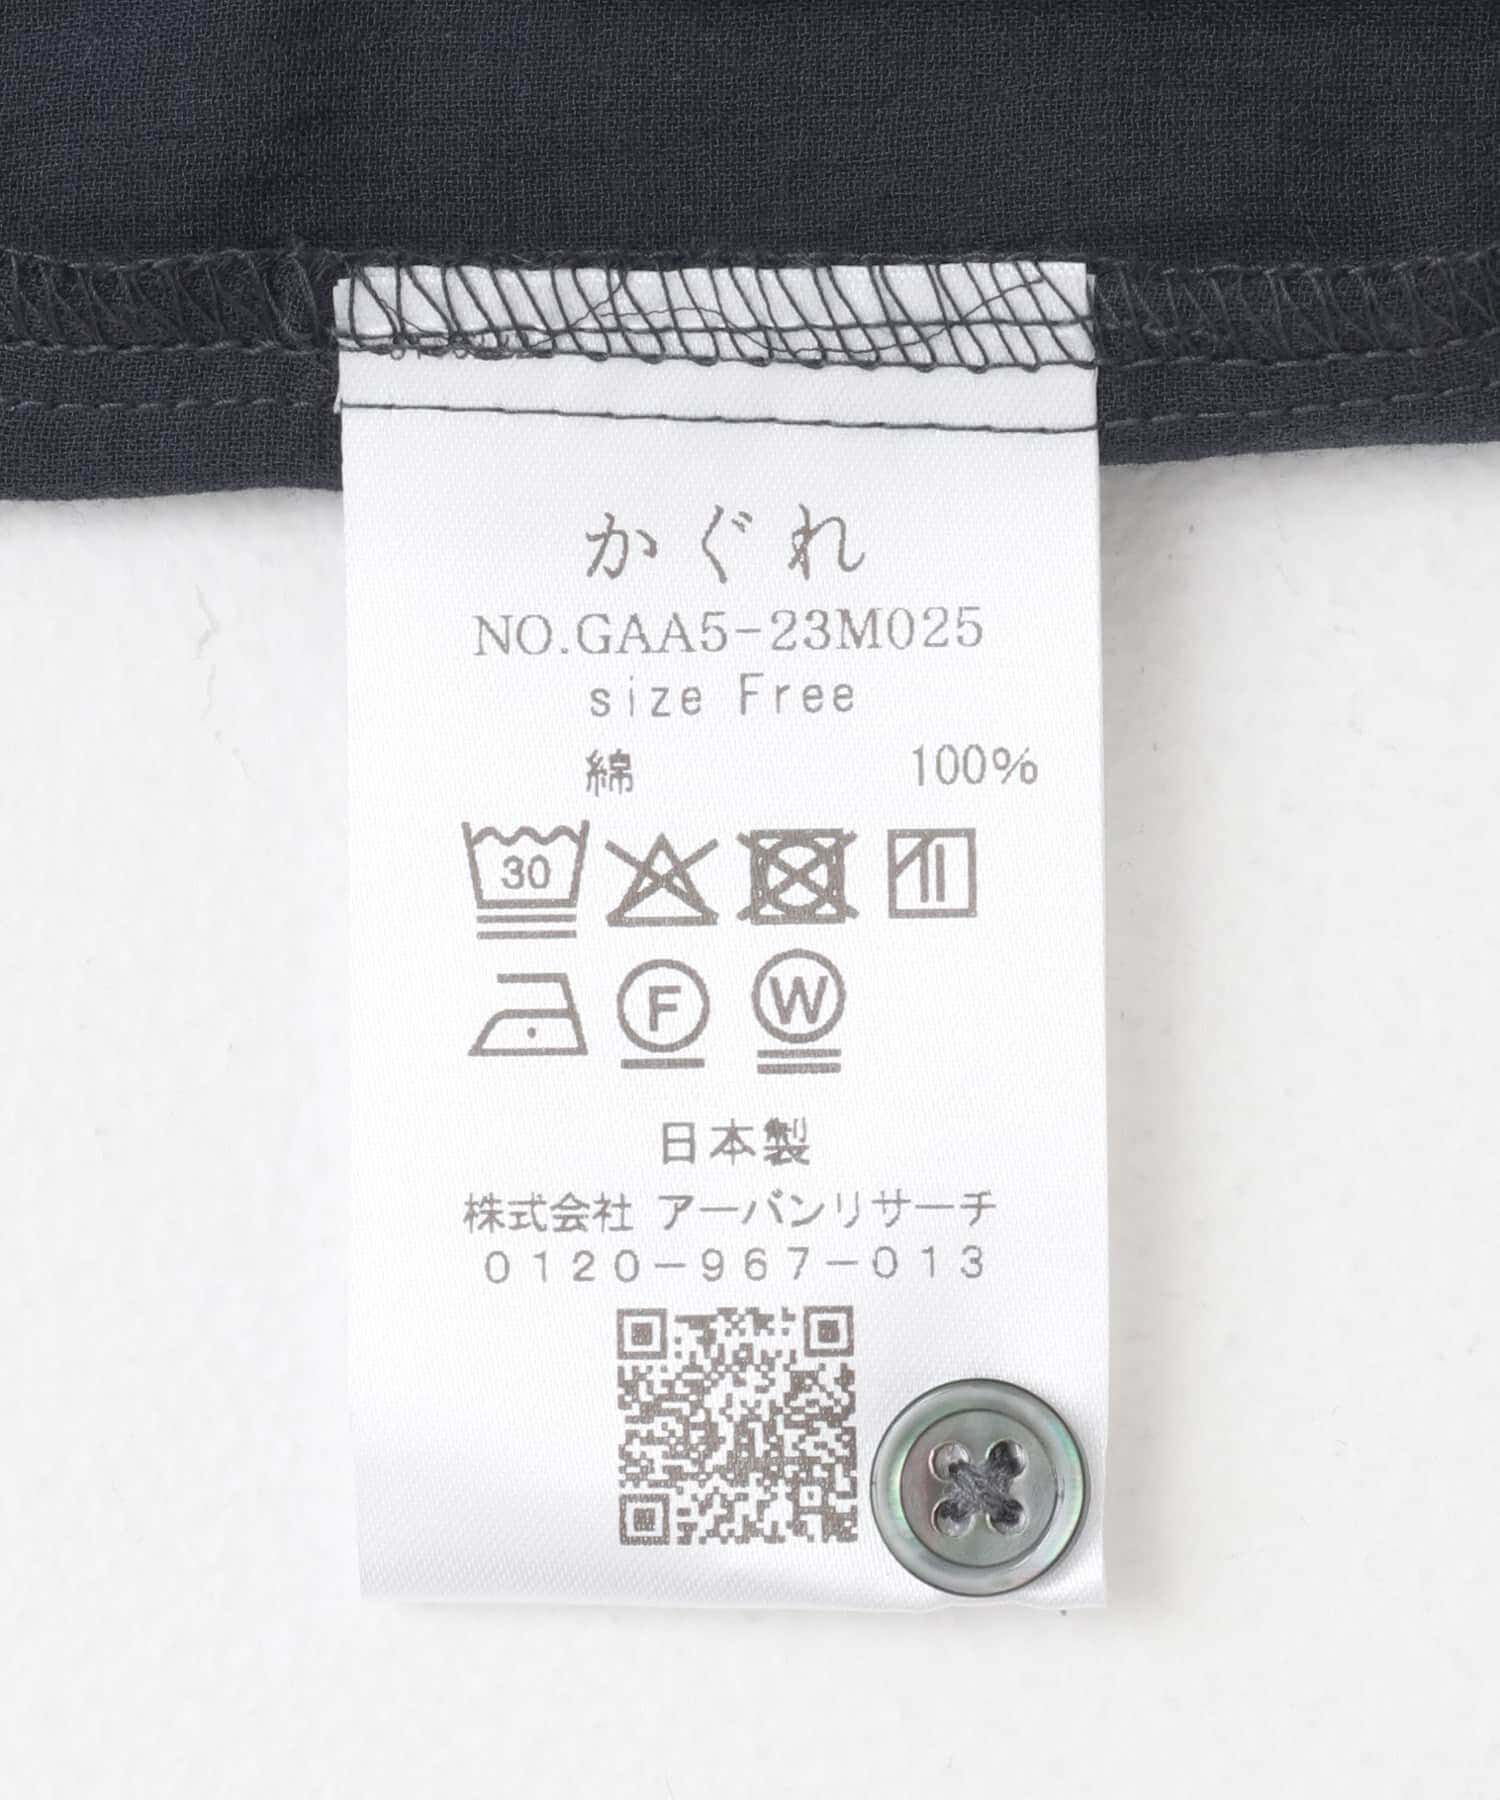 かぐれ
NO.GAA5-23M025
size Free
綿 100%
30
F W
日本製
株式会社 アーバンリサーチ
0120-967-013